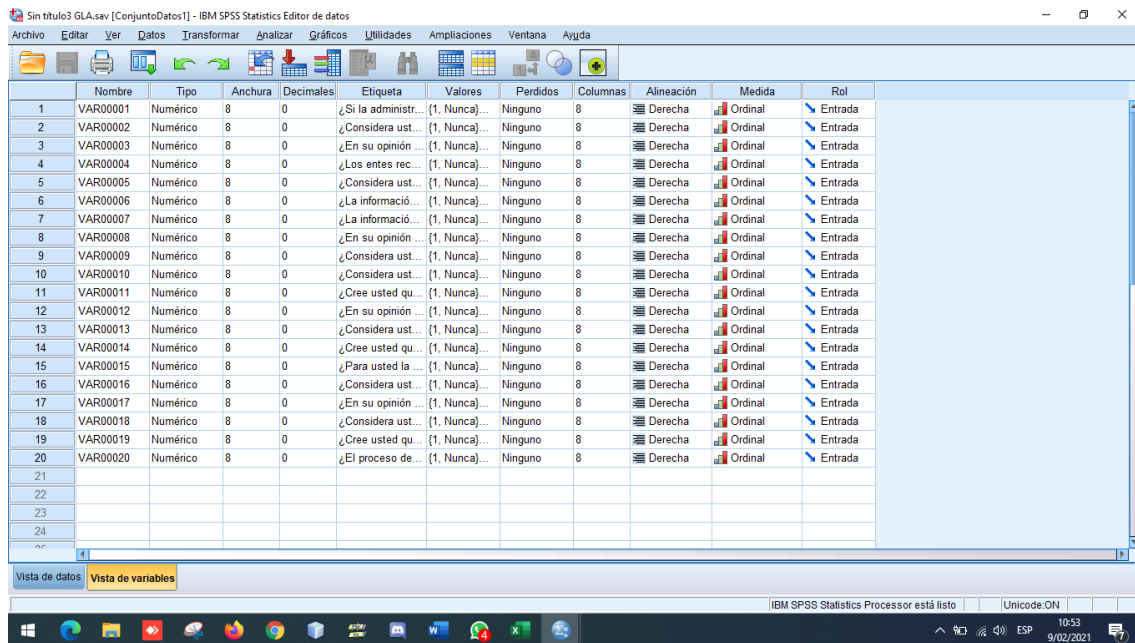 Sin título3 GLA.sav [ConjuntoDatos1] - IBM SPSS Statistics Editor de datos
Archivo Editar Ver Datos Transformar Analizar Gráficos Utilidades Ampliaciones Ventana Ayuda
Nombre Tipo Anchura Decimales Etiqueta Valores Perdidos Columnas Alineación Medida Rol
1 VAR00001 Numérico 8 0 ¿Si la administr... {1, Nunca}... Ninguno 8 Derecha Ordinal Entrada
2 VAR00002 Numérico 8 0 ¿Considera ust... {1, Nunca}... Ninguno 8 Derecha Ordinal Entrada
3 VAR00003 Numérico 8 0 ¿En su opinión ... {1, Nunca}... Ninguno 8 Derecha Ordinal Entrada
4 VAR00004 Numérico 8 0 ¿Los entes rec... {1, Nunca}... Ninguno 8 Derecha Ordinal Entrada
5 VAR00005 Numérico 8 0 ¿Considera ust... {1, Nunca}... Ninguno 8 Derecha Ordinal Entrada
6 VAR00006 Numérico 8 0 ¿La informació... {1, Nunca}... Ninguno 8 Derecha Ordinal Entrada
7 VAR00007 Numérico 8 0 ¿La informació... {1, Nunca}... Ninguno 8 Derecha Ordinal Entrada
8 VAR00008 Numérico 8 0 ¿En su opinión ... {1, Nunca}... Ninguno 8 Derecha Ordinal Entrada
9 VAR00009 Numérico 8 0 ¿Considera ust... {1, Nunca}... Ninguno 8 Derecha Ordinal Entrada
10 VAR00010 Numérico 8 0 ¿Considera ust... {1, Nunca}... Ninguno 8 Derecha Ordinal Entrada
11 VAR00011 Numérico 8 0 ¿Cree usted qu... {1, Nunca}... Ninguno 8 Derecha Ordinal Entrada
12 VAR00012 Numérico 8 0 ¿En su opinión ... {1, Nunca}... Ninguno 8 Derecha Ordinal Entrada
13 VAR00013 Numérico 8 0 ¿Considera ust... {1, Nunca}... Ninguno 8 Derecha Ordinal Entrada
14 VAR00014 Numérico 8 0 ¿Cree usted qu... {1, Nunca}... Ninguno 8 Derecha Ordinal Entrada
15 VAR00015 Numérico 8 0 ¿Para usted la ... {1, Nunca}... Ninguno 8 Derecha Ordinal Entrada
16 VAR00016 Numérico 8 0 ¿Considera ust... {1, Nunca}... Ninguno 8 Derecha Ordinal Entrada
17 VAR00017 Numérico 8 0 ¿En su opinión ... {1, Nunca}... Ninguno 8 Derecha Ordinal Entrada
18 VAR00018 Numérico 8 0 ¿Considera ust... {1, Nunca}... Ninguno 8 Derecha Ordinal Entrada
19 VAR00019 Numérico 8 0 ¿Cree usted qu... {1, Nunca}... Ninguno 8 Derecha Ordinal Entrada
20 VAR00020 Numérico 8 0 ¿El proceso de... {1, Nunca}... Ninguno 8 Derecha Ordinal Entrada
21
22
23
24
Vista de datos Vista de variables
IBM SPSS Statistics Processor está listo Unicode:ON
ESP 10:53
9/02/2021